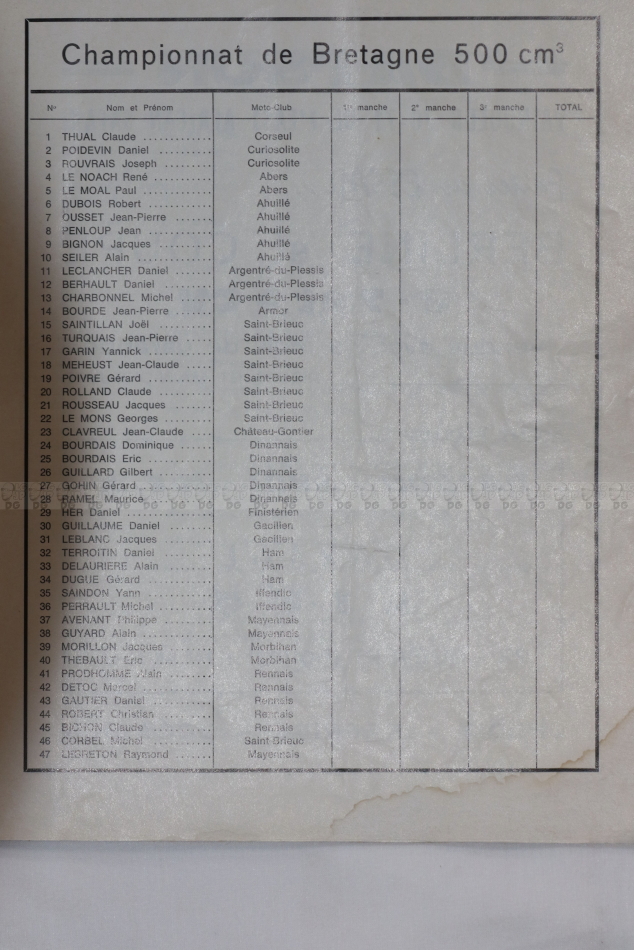 Championnat de Bretagne 500 cm³
N° Nom et Prénom Moto-Club 1re manche 2e manche 3e manche TOTAL
1 THUAL Claude ............ Corseul
2 POIDEVIN Daniel .......... Curiosolite
3 ROUVRAIS Joseph ......... Curiosolite
4 LE NOACH René ........... Abers
5 LE MOAL Paul ............ Abers
6 DUBOIS Robert ........... Ahuillé
7 OUSSET Jean-Pierre ....... Ahuillé
8 PENLOUP Jean ........... Ahuillé
9 BIGNON Jacques .......... Ahuillé
10 SEILER Alain ............. Ahuillé
11 LECLANCHER Daniel ....... Argentré-du-Plessis
12 BERHAULT Daniel ......... Argentré-du-Plessis
13 CHARBONNEL Michel ...... Argentré-du-Plessis
14 BOURDE Jean-Pierre ....... Armor
15 SAINTILLAN Joël ......... Saint-Brieuc
16 TURQUAIS Jean-Pierre ..... Saint-Brieuc
17 GARIN Yannick ........... Saint-Brieuc
18 MEHEUST Jean-Claude ..... Saint-Brieuc
19 POIVRE Gérard ........... Saint-Brieuc
20 ROLLAND Claude ......... Saint-Brieuc
21 ROUSSEAU Jacques ....... Saint-Brieuc
22 LE MONS Georges ........ Saint-Brieuc
23 CLAVREUL Jean-Claude .... Château-Gontier
24 BOURDAIS Dominique ...... Dinannais
25 BOURDAIS Eric ........... Dinannais
26 GUILLARD Gilbert ......... Dinannais
27 GOHIN Gérard ............ Dinannais
28 RAMEL Maurice ........... Dinannais
29 HER Daniel .............. Finistérien
30 GUILLAUME Daniel ....... Gacilien
31 LEBLANC Jacques ......... Gacilien
32 TERROITIN Daniel ......... Ham
33 DELAURIERE Alain ........ Ham
34 DUGUE Gérard ........... Ham
35 SAINDON Yann ........... Iffendic
36 PERRAULT Michel ......... Iffendic
37 AVENANT Philippe ........ Mayennais
38 GUYARD Alain ........... Mayennais
39 MORILLON Jacques ....... Morbihan
40 THEBAULT Eric .......... Morbihan
41 PRODHOMME Alain ....... Rennais
42 DETOC Marcel ........... Rennais
43 GAUTIER Daniel .......... Rennais
44 ROBERT Christian ......... Rennais
45 BICHON Claude .......... Rennais
46 CORBEL Michel .......... Saint-Brieuc
47 LEBRETON Raymond ...... Mayennais